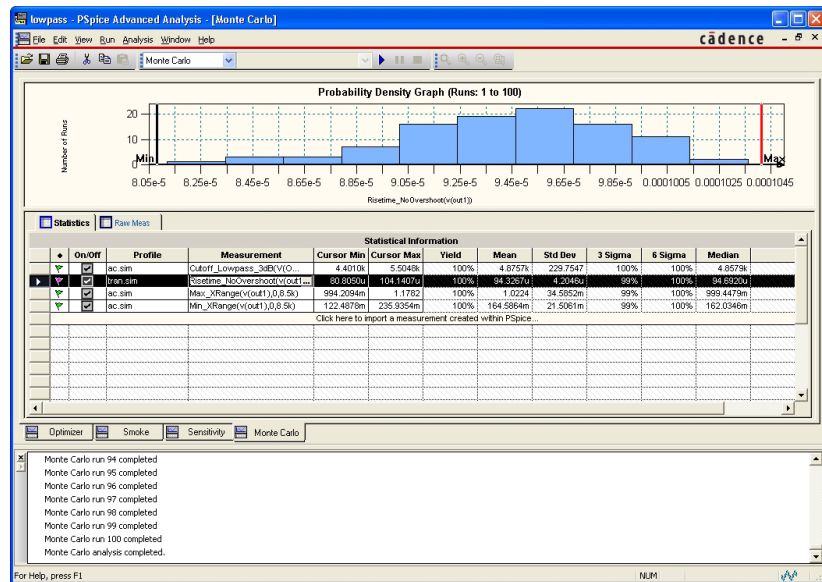 lowpass - PSpice Advanced Analysis - [Monte Carlo]
File Edit View Run Analysis Window Help
cādence
Monte Carlo
Probability Density Graph (Runs: 1 to 100)
Number of Runs
20
10
0
Min
Max
8.05e-5 8.25e-5 8.45e-5 8.65e-5 8.85e-5 9.05e-5 9.25e-5 9.45e-5 9.65e-5 9.85e-5 0.0001005 0.0001025 0.0001045
Risetime_NoOvershoot(v(out1))
Statistics Raw Meas
Statistical Information
On/Off Profile Measurement Cursor Min Cursor Max Yield Mean Std Dev 3 Sigma 6 Sigma Median
ac.sim Cutoff_Lowpass_3dB(V(O... 4.4010k 5.5048k 100% 4.8757k 229.7547 100% 100% 4.8579k
tran.sim Risetime_NoOvershoot(v(out1... 80.8050u 104.1407u 100% 94.3267u 4.2046u 99% 100% 94.6920u
ac.sim Max_XRange(v(out1),0,8.5k) 994.2094m 1.1782 100% 1.0224 34.5852m 99% 100% 999.4479m
ac.sim Min_XRange(v(out1),0,8.5k) 122.4878m 235.9354m 100% 164.5864m 21.5061m 99% 100% 162.0346m
Click here to import a measurement created within PSpice...
Optimizer Smoke Sensitivity Monte Carlo
Monte Carlo run 94 completed
Monte Carlo run 95 completed
Monte Carlo run 96 completed
Monte Carlo run 97 completed
Monte Carlo run 98 completed
Monte Carlo run 99 completed
Monte Carlo run 100 completed
Monte Carlo analysis completed.
For Help, press F1
NUM